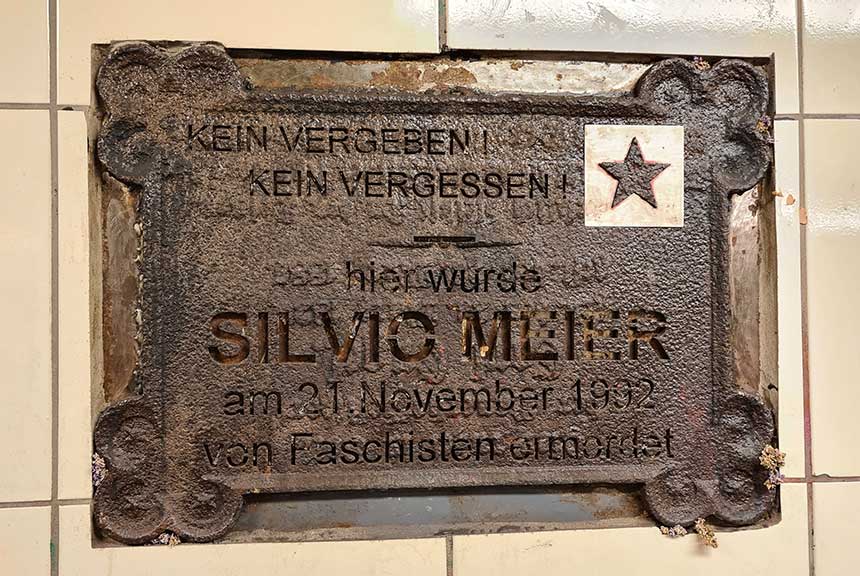 KEIN VERGEBEN !
KEIN VERGESSEN !
hier wurde
SILVIO MEIER
am 21.November 1992
von Faschisten ermordet